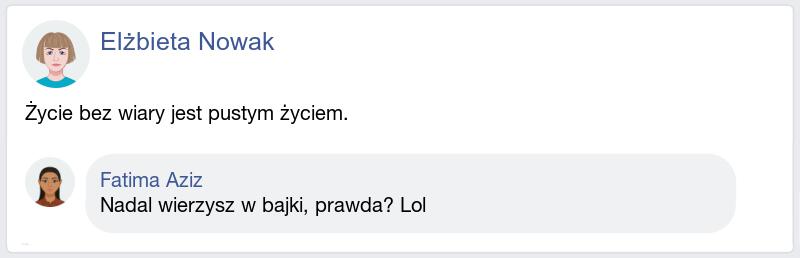 Elżbieta Nowak
Życie bez wiary jest pustym życiem.
Fatima Aziz
Nadal wierzysz w bajki, prawda? Lol